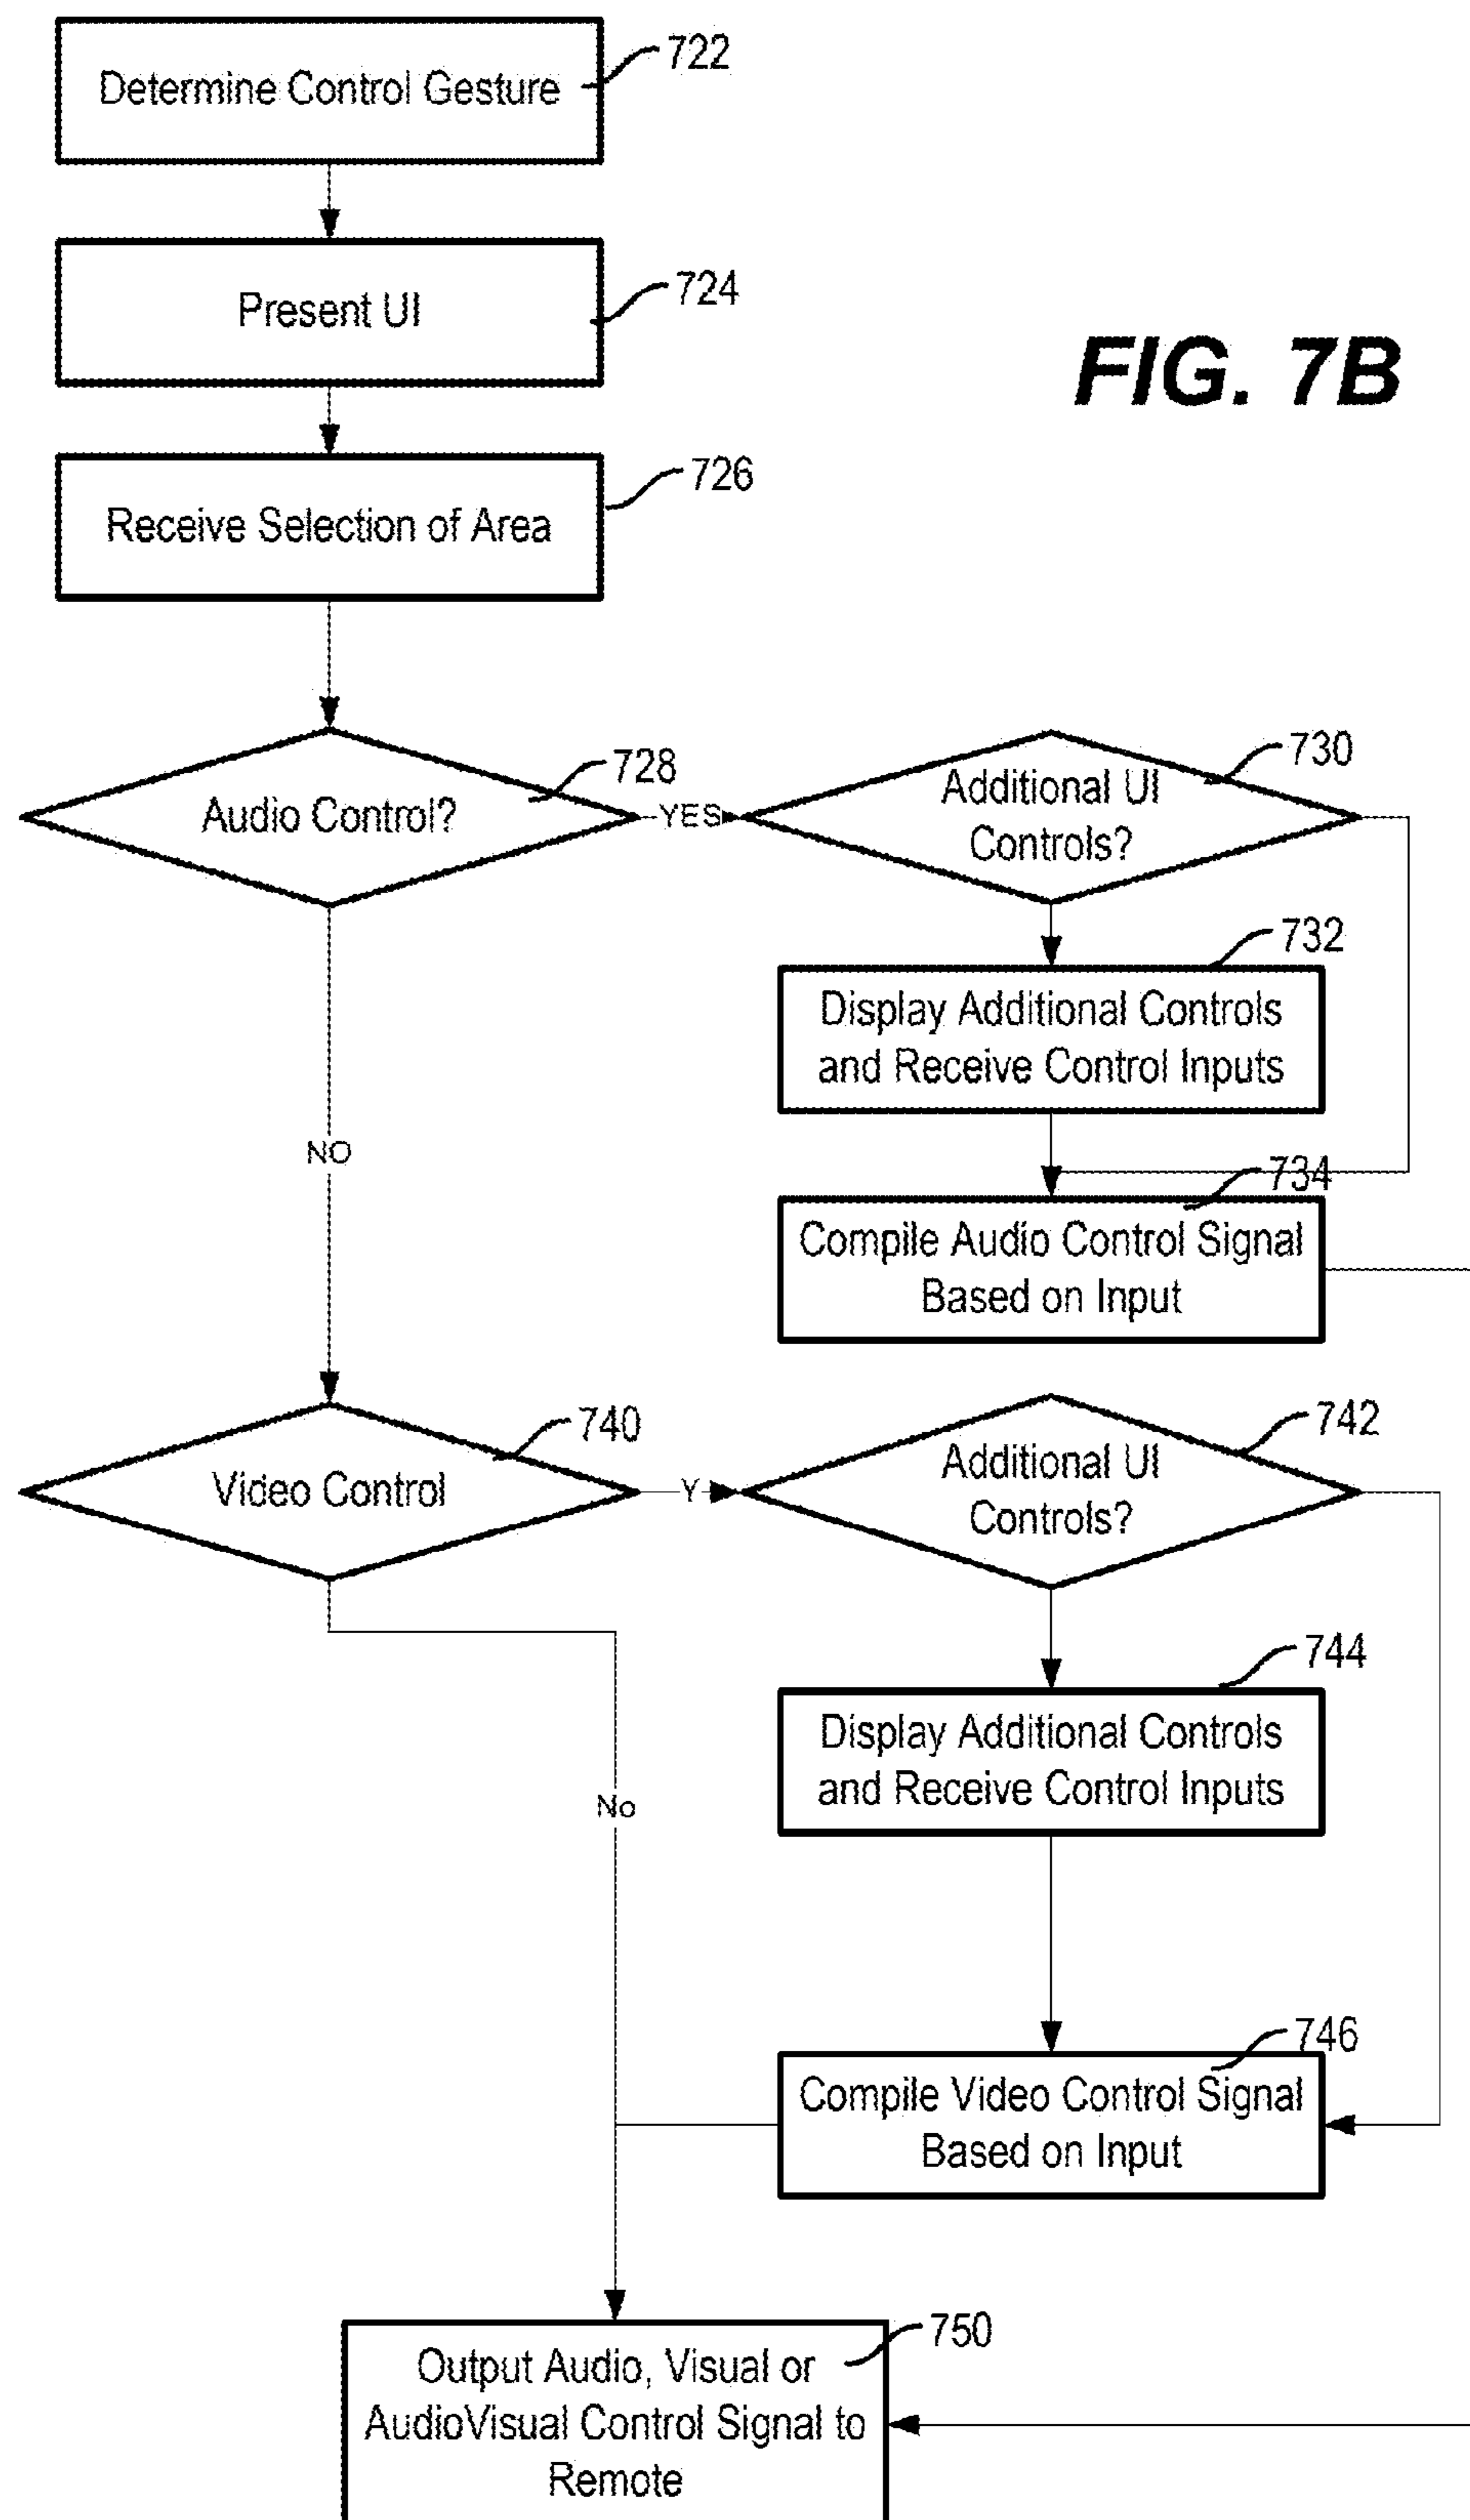 722
Determine Control Gesture
724
Present UI
FIG. 7B
726
Receive Selection of Area
728
Audio Control?
YES
730
Additional UI
Controls?
732
Display Additional Controls
and Receive Control Inputs
NO
734
Compile Audio Control Signal
Based on Input
740
Video Control
Y
742
Additional UI
Controls?
744
Display Additional Controls
and Receive Control Inputs
No
746
Compile Video Control Signal
Based on Input
750
Output Audio, Visual or
AudioVisual Control Signal to
Remote